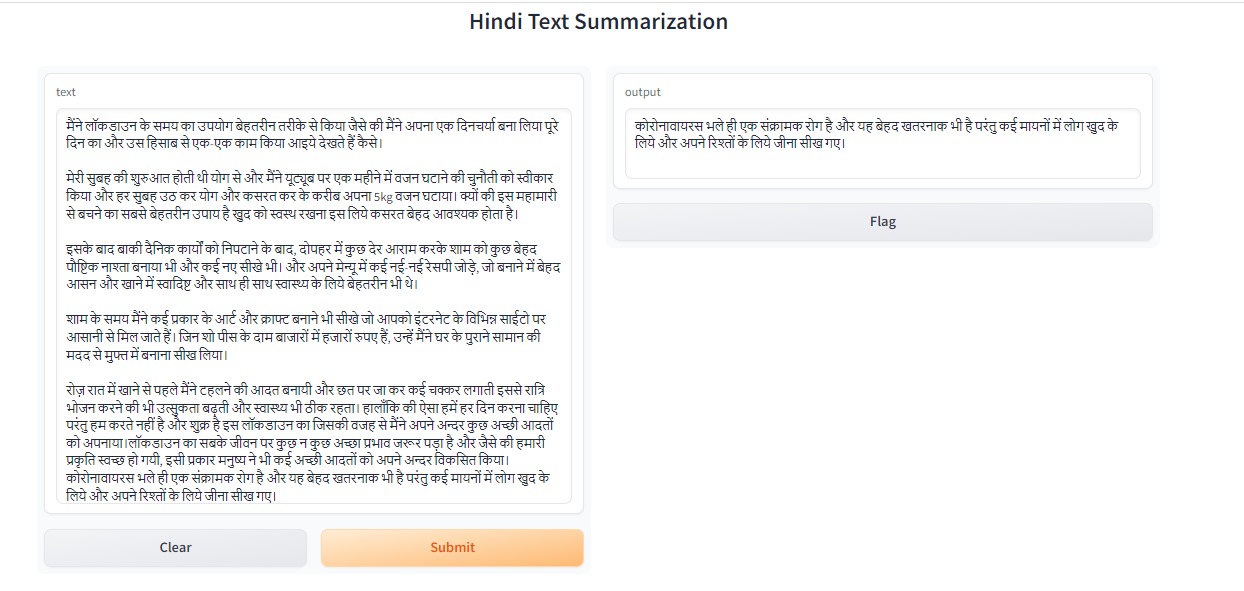 Hindi Text Summarization
text
मैंने लॉकडाउन के समय का उपयोग बेहतरीन तरीके से किया जैसे की मैंने अपना एक दिनचर्या बना लिया पूरे
दिन का और उस हिसाब से एक-एक काम किया आइये देखते हैं कैसे।
मेरी सुबह की शुरुआत होती थी योग से और मैंने यूट्यूब पर एक महीने में वजन घटाने की चुनौती को स्वीकार
किया और हर सुबह उठ कर योग और कसरत कर के करीब अपना 5kg वजन घटाया। क्यों की इस महामारी
से बचने का सबसे बेहतरीन उपाय है खुद को स्वस्थ रखना इस लिये कसरत बेहद आवश्यक होता है।
इसके बाद बाकी दैनिक कार्यों को निपटाने के बाद, दोपहर में कुछ देर आराम करके शाम को कुछ बेहद
पौष्टिक नाश्ता बनाया भी और कई नए सीखे भी। और अपने मेन्यू में कई नई-नई रेसपी जोड़े, जो बनाने में बेहद
आसन और खाने में स्वादिष्ट और साथ ही साथ स्वास्थ्य के लिये बेहतरीन भी थे।
शाम के समय मैंने कई प्रकार के आर्ट और क्राफ्ट बनाने भी सीखे जो आपको इंटरनेट के विभिन्न साईटो पर
आसानी से मिल जाते हैं। जिन शो पीस के दाम बाजारों में हजारों रुपए हैं, उन्हें मैंने घर के पुराने सामान की
मदद से मुफ्त में बनाना सीख लिया।
रोज़ रात में खाने से पहले मैंने टहलने की आदत बनायी और छत पर जा कर कई चक्कर लगाती इससे रात्रि
भोजन करने की भी उत्सुकता बढ़ती और स्वास्थ्य भी ठीक रहता। हालाँकि की ऐसा हमें हर दिन करना चाहिए
परंतु हम करते नहीं है और शुक्र है इस लॉकडाउन का जिसकी वजह से मैंने अपने अन्दर कुछ अच्छी आदतों
को अपनाया।लॉकडाउन का सबके जीवन पर कुछ न कुछ अच्छा प्रभाव जरूर पड़ा है और जैसे की हमारी
प्रकृति स्वच्छ हो गयी, इसी प्रकार मनुष्य ने भी कई अच्छी आदतों को अपने अन्दर विकसित किया।
कोरोनावायरस भले ही एक संक्रामक रोग है और यह बेहद खतरनाक भी है परंतु कई मायनों में लोग खुद के
लिये और अपने रिश्तों के लिये जीना सीख गए।
Clear
Submit
output
कोरोनावायरस भले ही एक संक्रामक रोग है और यह बेहद खतरनाक भी है परंतु कई मायनों में लोग खुद के
लिये और अपने रिश्तों के लिये जीना सीख गए।
Flag